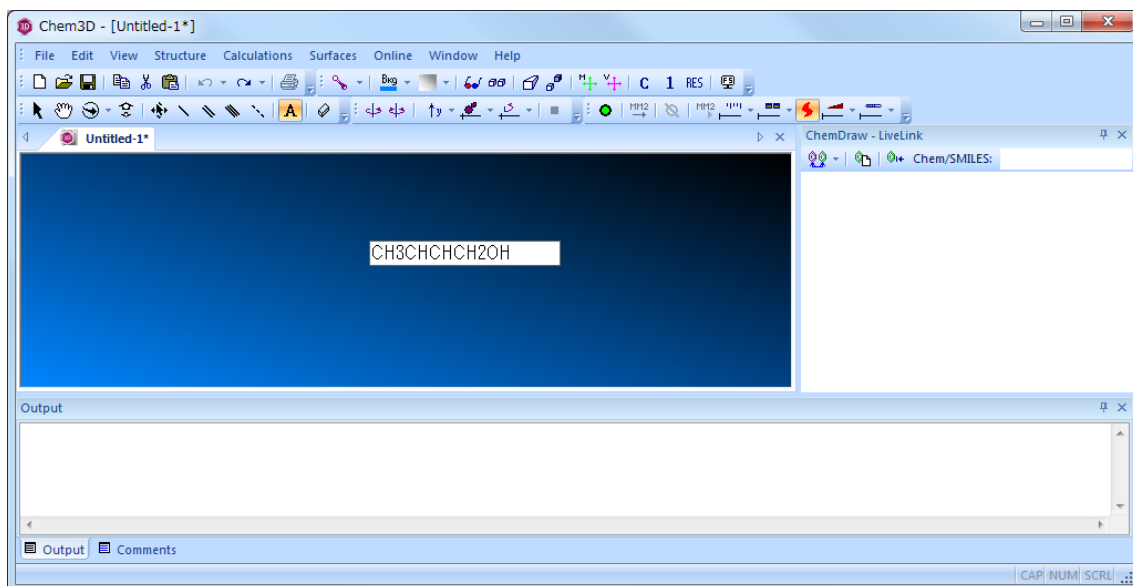 Chem3D - [Untitled-1*]
File Edit View Structure Calculations Surfaces Online Window Help
Bkg M V C 1 RES
A MM2 MM2
Untitled-1*
ChemDraw - LiveLink
Chem/SMILES:
CH3CHCHCH2OH
Output
Output Comments
CAP NUM SCRL